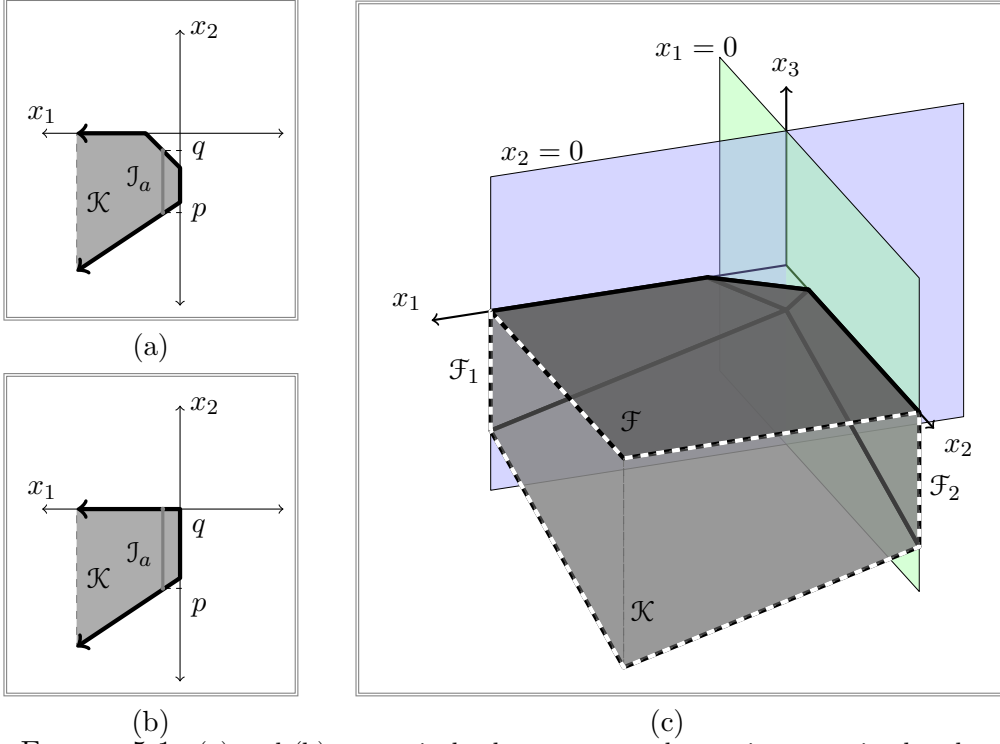 x₂
x₁
q
𝒥ₐ
𝒦
p
(a)
x₂
x₁
q
𝒥ₐ
𝒦
p
(b)
x₁ = 0
x₃
x₂ = 0
x₁
ℱ₁
ℱ
x₂
ℱ₂
𝒦
(c)